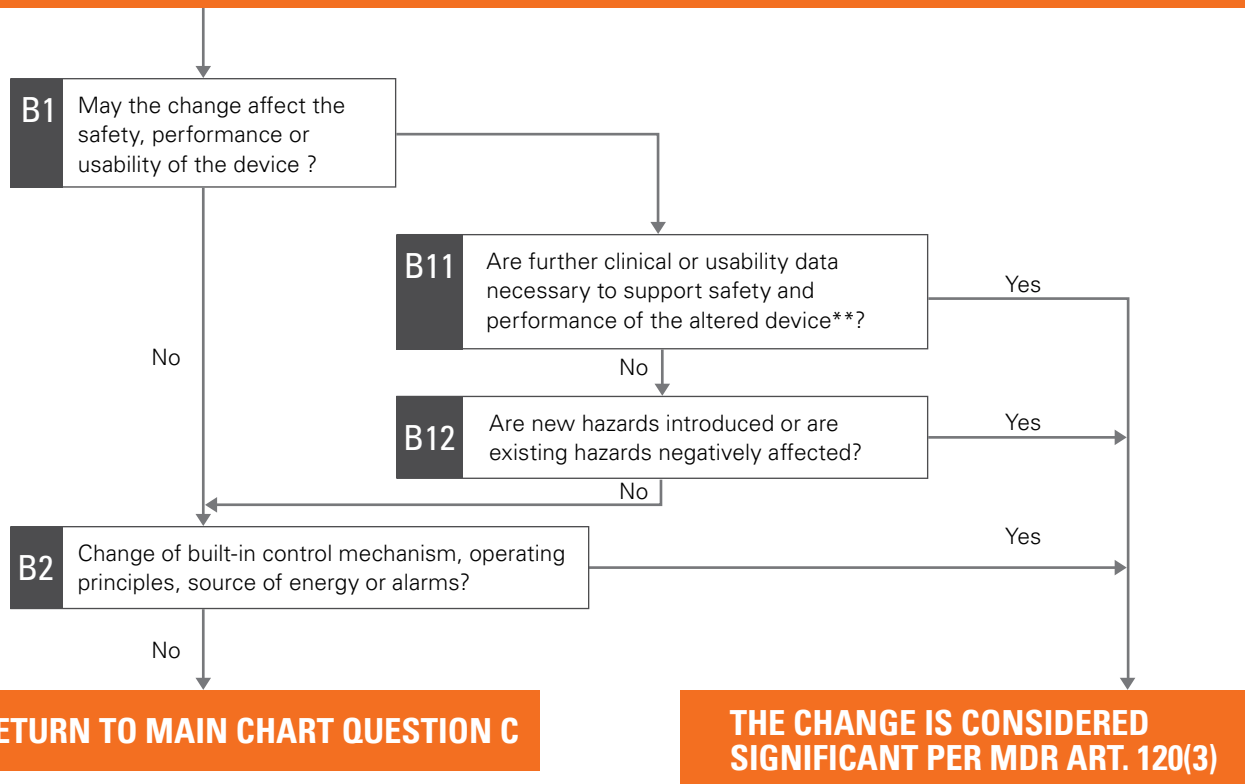 B1
May the change affect the
safety, performance or
usability of the device ?
B11
Are further clinical or usability data
necessary to support safety and
performance of the altered device**?
Yes
No
No
B12
Are new hazards introduced or are
existing hazards negatively affected?
Yes
No
B2
Change of built-in control mechanism, operating
principles, source of energy or alarms?
Yes
No
ETURN TO MAIN CHART QUESTION C
THE CHANGE IS CONSIDERED
SIGNIFICANT PER MDR ART. 120(3)